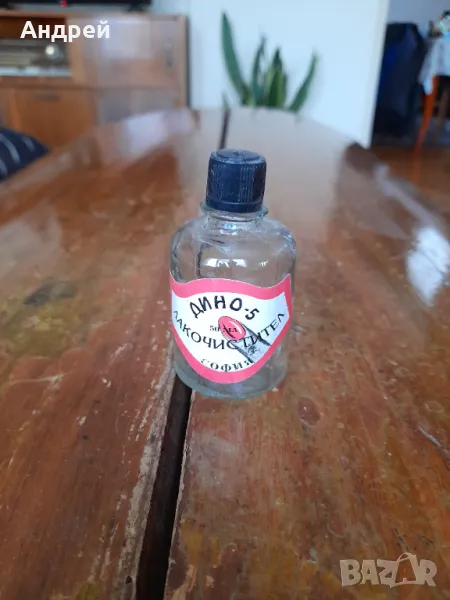 Андрей
ДИНО-5
50 мл
ЛАКОЧИСТИТЕЛ
СОФИЯ
BAZAR